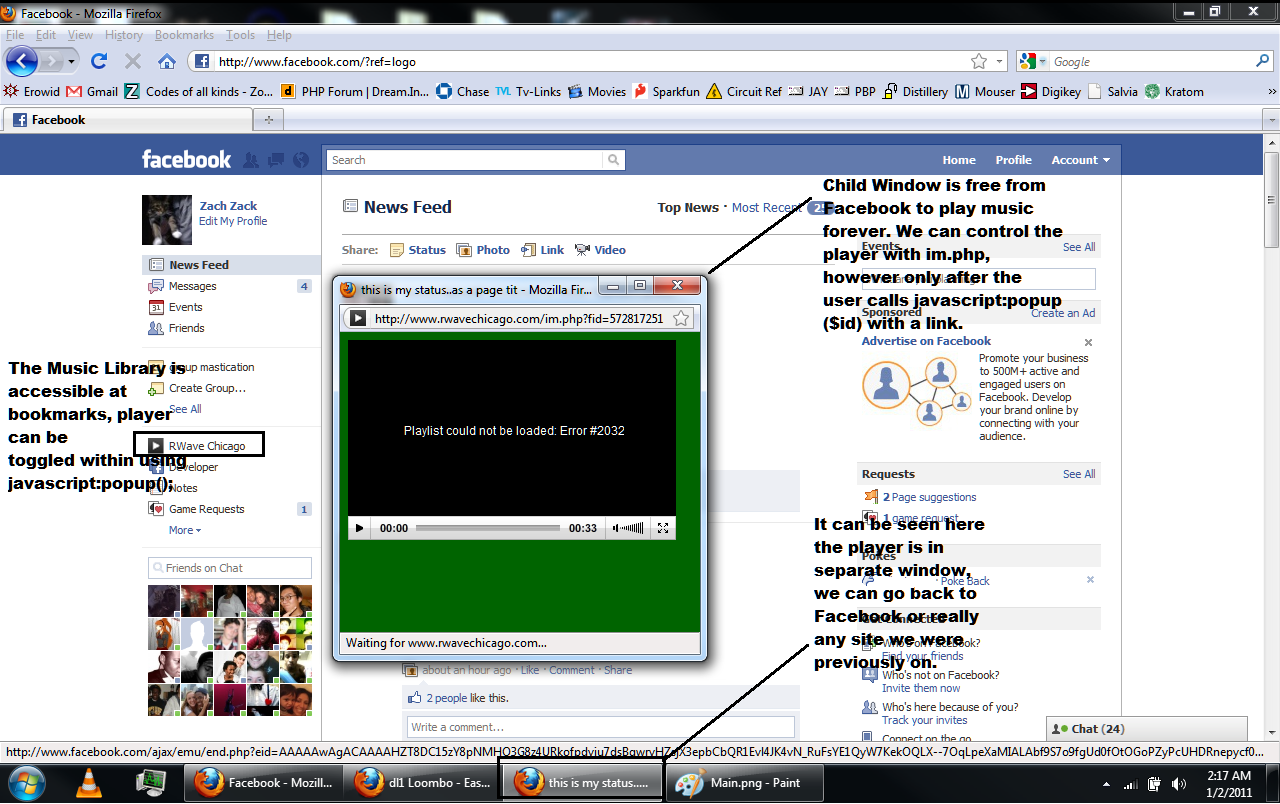 Facebook - Mozilla Firefox
File Edit View History Bookmarks Tools Help
http://www.facebook.com/?ref=logo
Google
Erowid Gmail Codes of all kinds - Zo... PHP Forum | Dream.In... Chase Tv-Links Movies Sparkfun Circuit Ref JAY PBP Distillery Mouser Digikey Salvia Kratom
Facebook
facebook
Search
Home Profile Account
Zach Zack
Edit My Profile
News Feed
Messages 4
Events
Friends
group mastication
Create Group...
See All
RWave Chicago
Developer
Notes
Game Requests 1
More
Friends on Chat
The Music Library is
accessible at
bookmarks, player
can be
toggled within using
javascript:popup();
News Feed
Top News · Most Recent
Share: Status Photo Link Video
this is my status..as a page tit - Mozilla Fir...
http://www.rwavechicago.com/im.php?fid=572817251
Playlist could not be loaded: Error #2032
00:00 00:33
Waiting for www.rwavechicago.com...
about an hour ago · Like · Comment · Share
2 people like this.
Write a comment...
Child Window is free from
Facebook to play music
forever. We can control the
player with im.php,
however only after the
user calls javascript:popup
($id) with a link.
Events See All
Sponsored Create an Ad
Advertise on Facebook
Promote your business
to 500M+ active and
engaged users on
Facebook. Develop
your brand online by
connecting with your
audience.
Requests See All
2 Page suggestions
1 game request
Pokes
Poke Back
Get Connected
Who's on Facebook?
Find your friends
Who's not on Facebook?
Invite them now
Who's here because of you?
Track your invites
Connect on the go
It can be seen here
the player is in
separate window,
we can go back to
Facebook or really
any site we were
previously on.
Chat (24)
Facebook - Mozill...
dl1 Loombo - Eas...
this is my status.....
Main.png - Paint
2:17 AM
1/2/2011